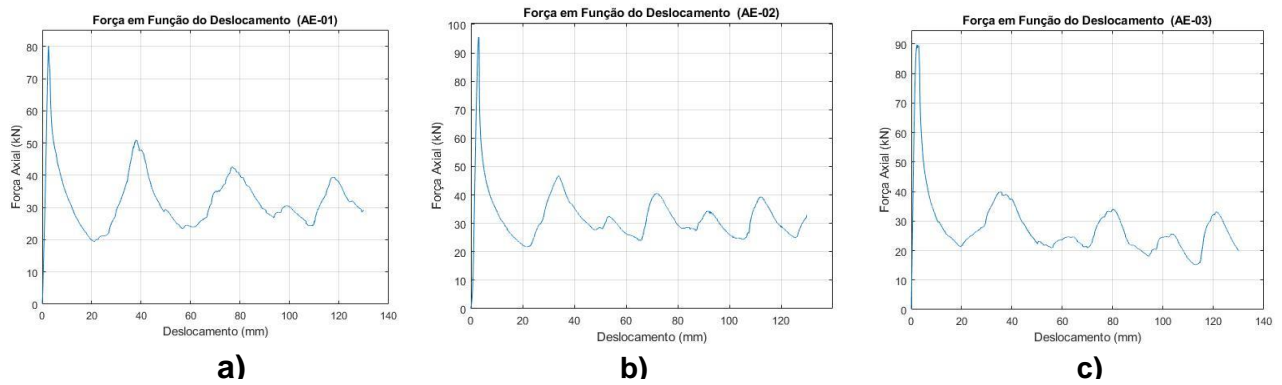 Força em Função do Deslocamento (AE-01)
Força Axial (kN)
80
70
60
50
40
30
20
10
0
0 20 40 60 80 100 120 140
Deslocamento (mm)
a)
Força em Função do Deslocamento (AE-02)
Força Axial (kN)
100
90
80
70
60
50
40
30
20
10
0
0 20 40 60 80 100 120
Deslocamento (mm)
b)
Força em Função do Deslocamento (AE-03)
Força Axial (kN)
90
80
70
60
50
40
30
20
10
0
0 20 40 60 80 100 120 140
Deslocamento (mm)
c)